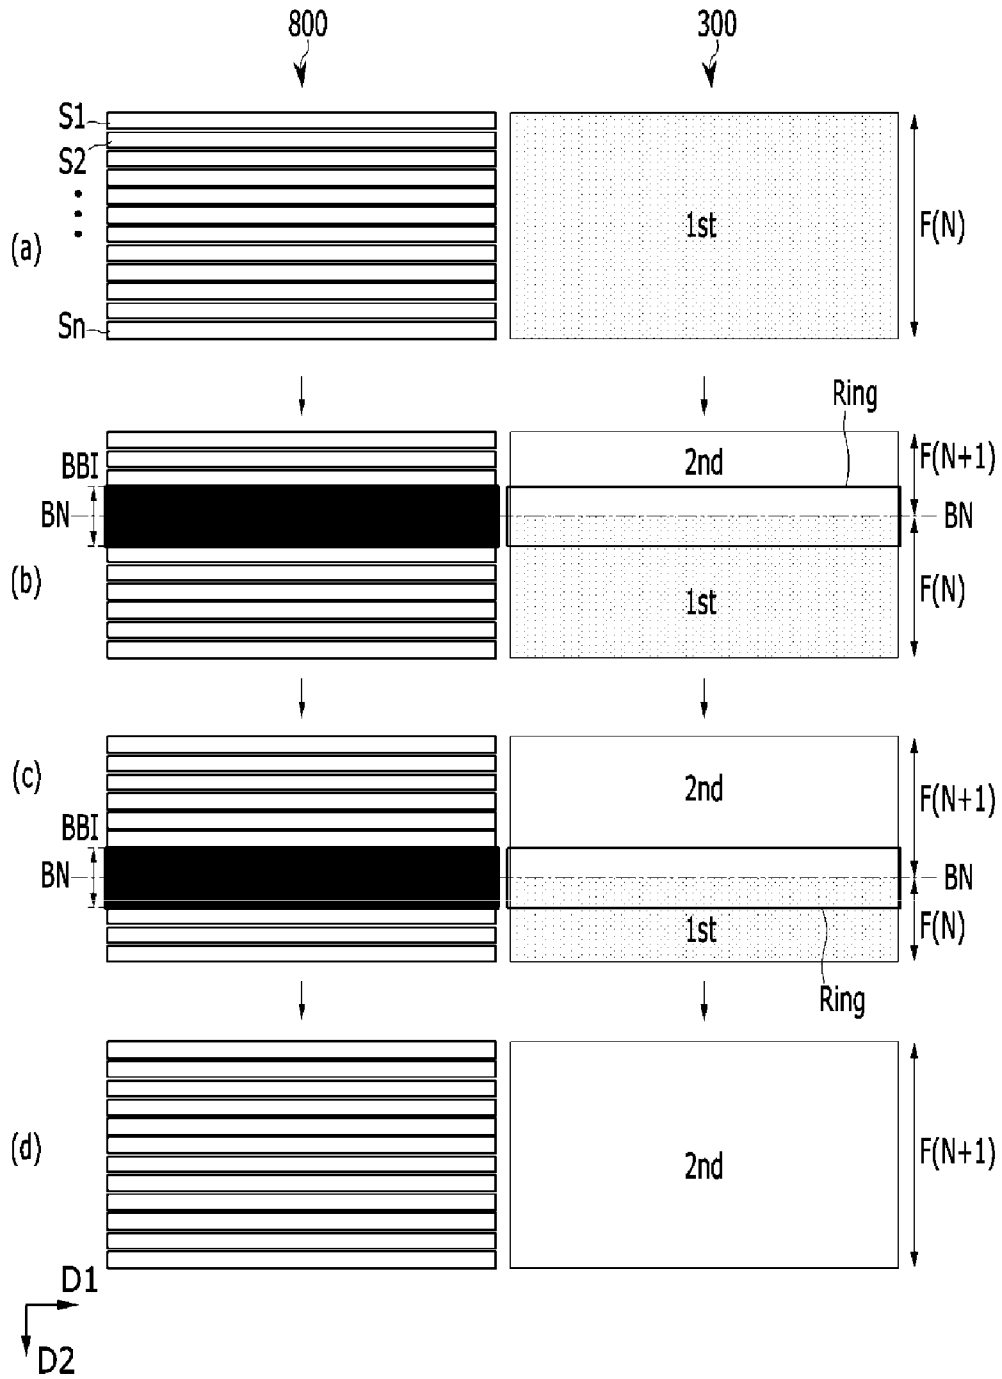 800
300
S1
S2
1st
F(N)
(a)
Sn
Ring
BBI
2nd
F(N+1)
BN
BN
(b)
1st
F(N)
(c)
2nd
F(N+1)
BBI
BN
BN
1st
F(N)
Ring
(d)
2nd
F(N+1)
D1
D2